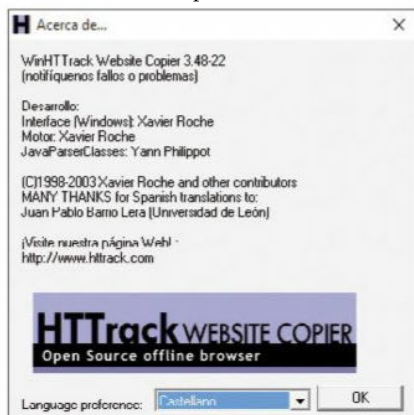 Acerca de...
WinHTTrack Website Copier 3.48-22
(notifíquenos fallos o problemas)
Desarrollo:
Interface (Windows): Xavier Roche
Motor: Xavier Roche
JavaParserClasses: Yann Philippot
(C)1998-2003 Xavier Roche and other contributors
MANY THANKS for Spanish translations to:
Juan Pablo Barrio Lera (Universidad de León)
¡Visite nuestra página Web! :
http://www.httrack.com
HTTrack WEBSITE COPIER
Open Source offline browser
Language preference: Castellano OK